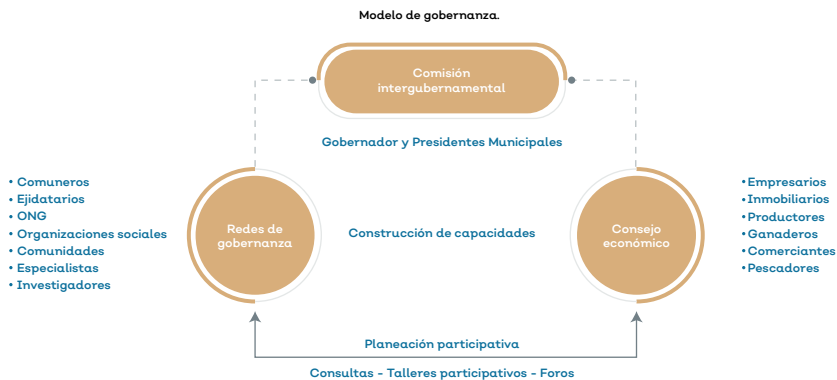 Modelo de gobernanza.
Comisión
intergubernamental
Gobernador y Presidentes Municipales
• Comuneros
• Ejidatarios
• ONG
• Organizaciones sociales
• Comunidades
• Especialistas
• Investigadores
Redes de
gobernanza
Construcción de capacidades
Consejo
económico
• Empresarios
• Inmobiliarios
• Productores
• Ganaderos
• Comerciantes
• Pescadores
Planeación participativa
Consultas - Talleres participativos - Foros